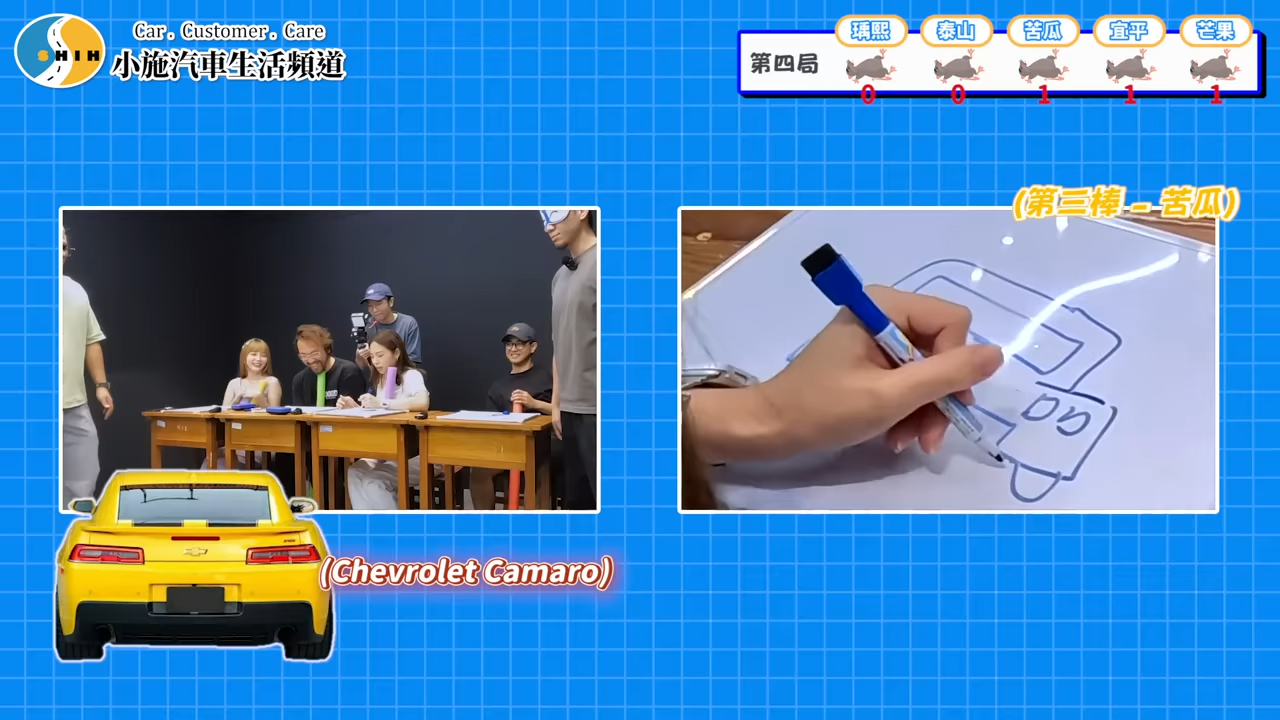 SHIH
Car . Customer . Care
小施汽車生活頻道
第四局
瑀熙 泰山 苦瓜 宜平 芒果
0 0 1 1 1
(第三棒 - 苦瓜)
(Chevrolet Camaro)